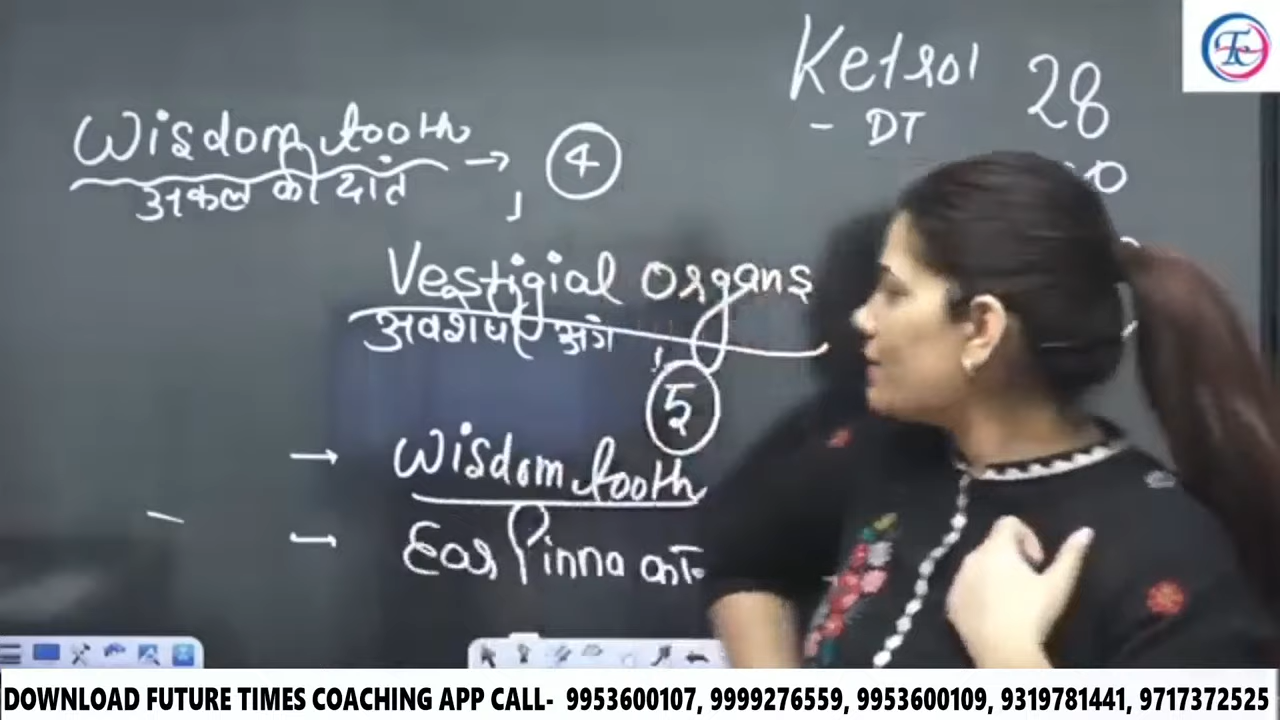 Ketrol 28
- DT
Wisdom tooth → 4
अकल की दांत
Vestigial Organs
अवशेषी अंग
5
→ Wisdom tooth
→ Ear Pinna
DOWNLOAD FUTURE TIMES COACHING APP CALL- 9953600107, 9999276559, 9953600109, 9319781441, 9717372525